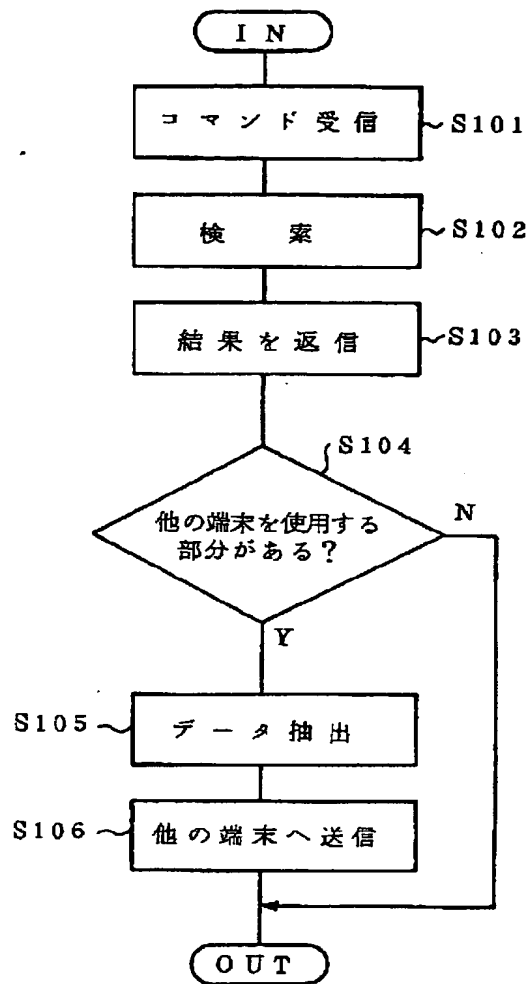 IN
コマンド受信
S101
検索
S102
結果を返信
S103
S104
他の端末を使用する
部分がある?
N
Y
S105
データ抽出
S106
他の端末へ送信
OUT